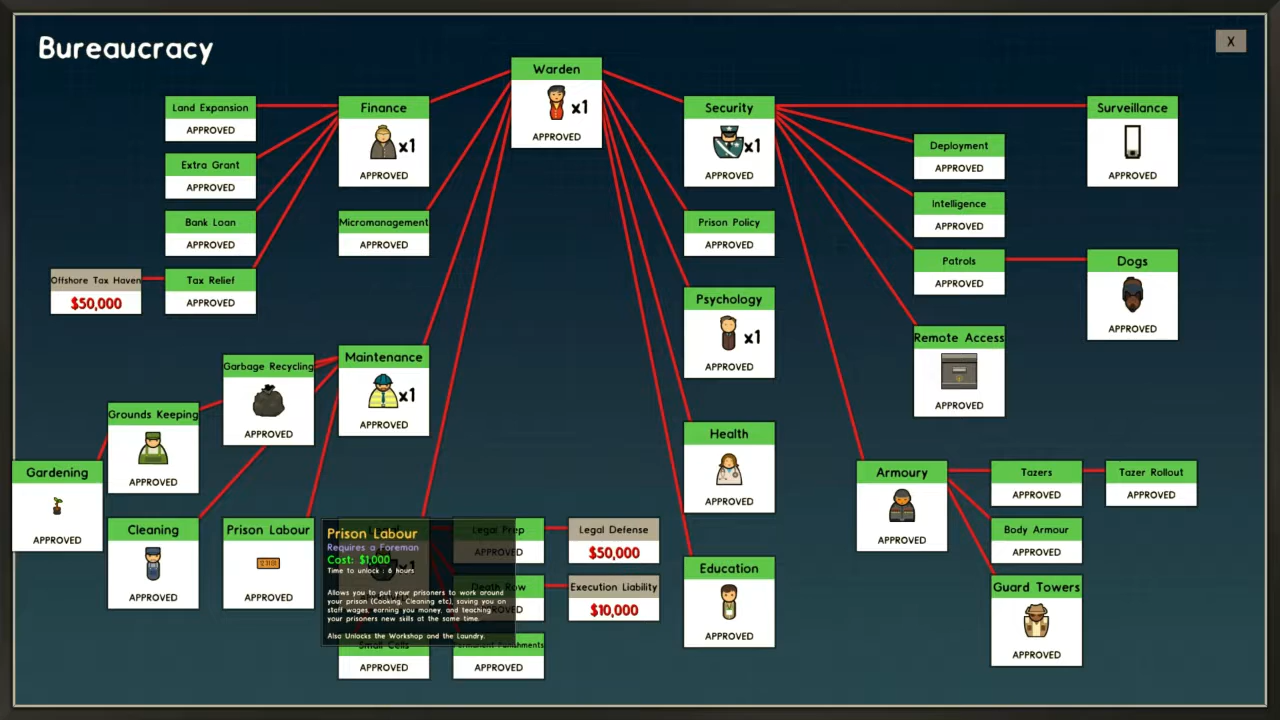 Bureaucracy
X
Warden
x1
APPROVED
Land Expansion
APPROVED
Finance
x1
APPROVED
Security
x1
APPROVED
Surveillance
APPROVED
Deployment
APPROVED
Extra Grant
APPROVED
Intelligence
APPROVED
Bank Loan
APPROVED
Micromanagement
APPROVED
Prison Policy
APPROVED
Patrols
APPROVED
Dogs
APPROVED
Offshore Tax Haven
$50,000
Tax Relief
APPROVED
Psychology
x1
APPROVED
Remote Access
APPROVED
Maintenance
x1
APPROVED
Garbage Recycling
APPROVED
Grounds Keeping
APPROVED
Health
APPROVED
Gardening
APPROVED
Armoury
APPROVED
Tazers
APPROVED
Tazer Rollout
APPROVED
Cleaning
APPROVED
Prison Labour
Prison Labour
Requires a Foreman
Cost: $1,000
Time to unlock : 6 hours
Allows you to put your prisoners to work around
your prison (Cooking, Cleaning etc), saving you on
staff wages, earning you money, and teaching
your prisoners new skills at the same time.
Also Unlocks the Workshop and the Laundry.
APPROVED
Legal
x1
Legal Prep
APPROVED
Legal Defense
$50,000
Body Armour
APPROVED
Death Row
Execution Liability
$10,000
Education
APPROVED
Guard Towers
APPROVED
Small Cells
APPROVED
Punishments
APPROVED